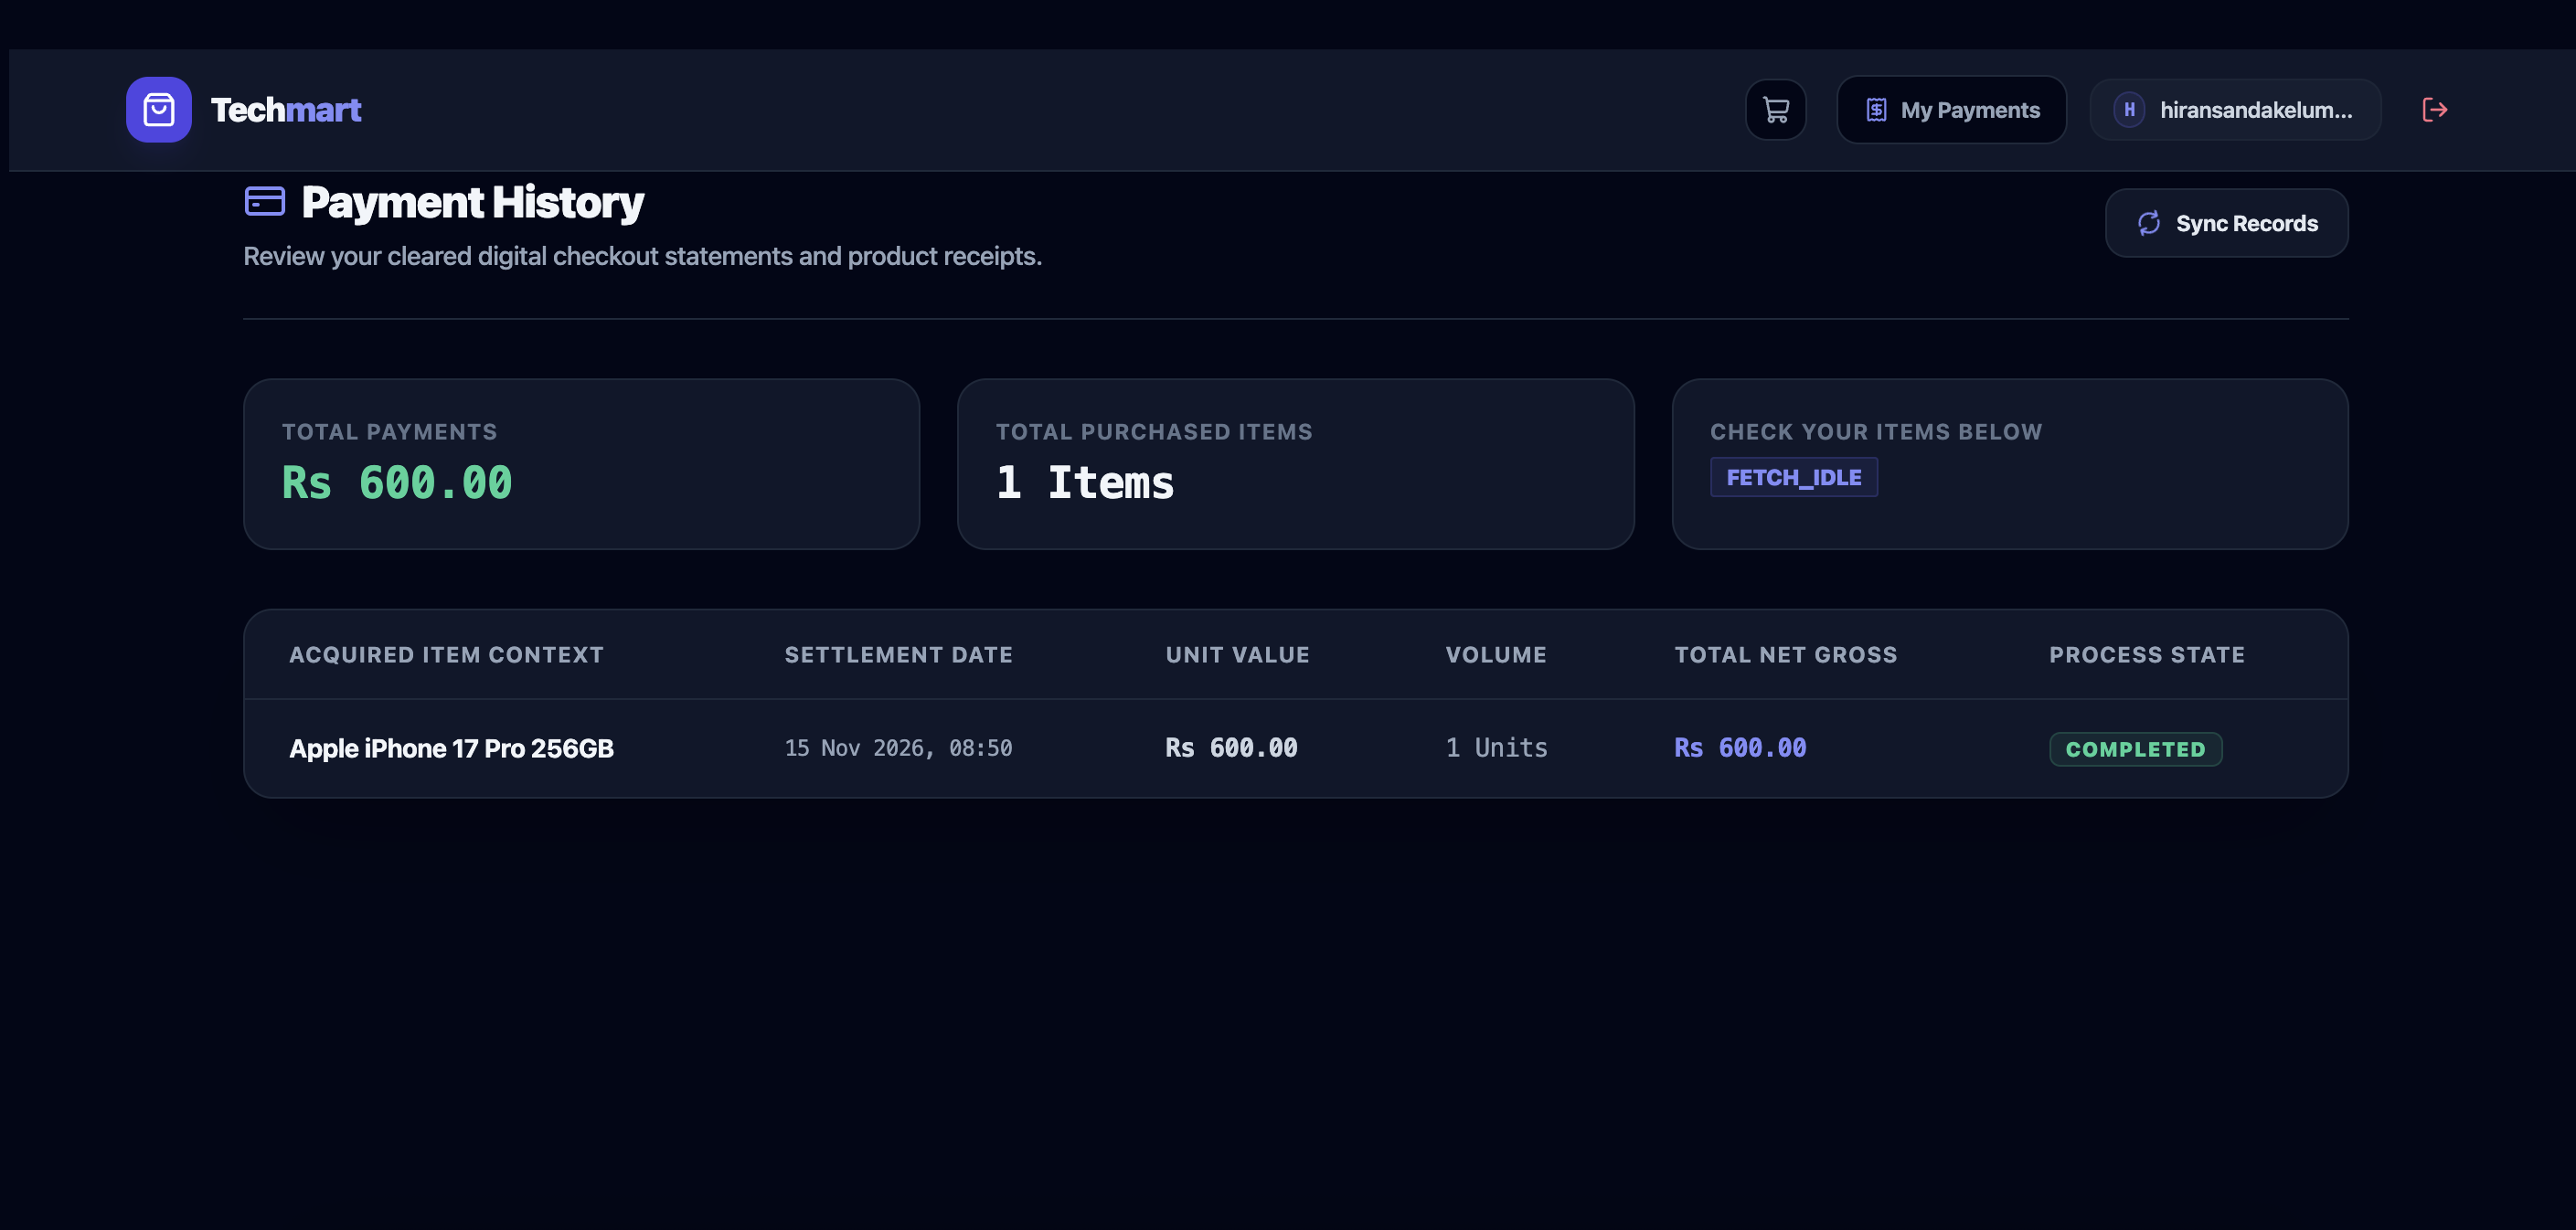 Techmart
My Payments
H
hiransandakelum...
Payment History
Sync Records
Review your cleared digital checkout statements and product receipts.
TOTAL PAYMENTS
Rs 600.00
TOTAL PURCHASED ITEMS
1 Items
CHECK YOUR ITEMS BELOW
FETCH_IDLE
ACQUIRED ITEM CONTEXT SETTLEMENT DATE UNIT VALUE VOLUME TOTAL NET GROSS PROCESS STATE
Apple iPhone 17 Pro 256GB 15 Nov 2026, 08:50 Rs 600.00 1 Units Rs 600.00 COMPLETED